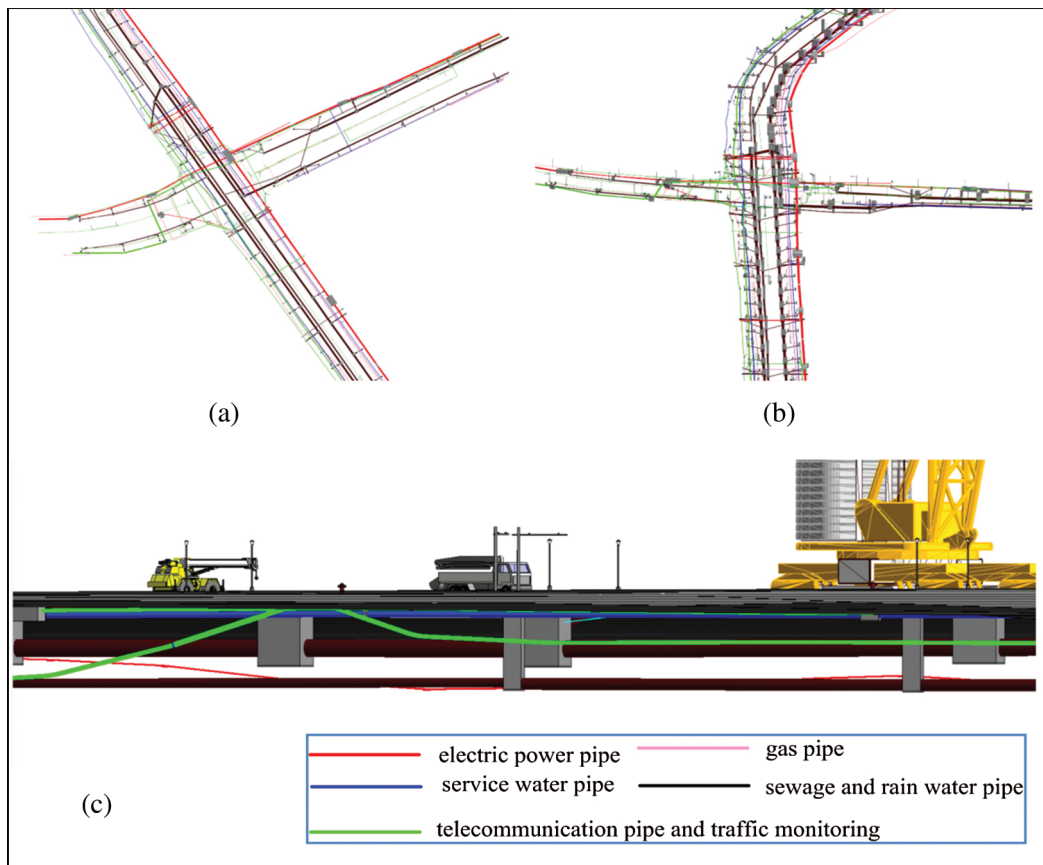 (a)
(b)
electric power pipe
gas pipe
service water pipe
sewage and rain water pipe
(c)
telecommunication pipe and traffic monitoring